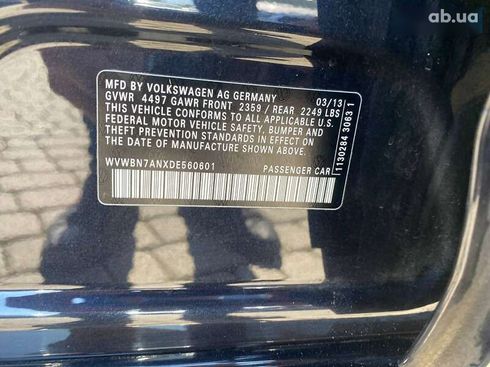 ab.ua
MFD BY VOLKSWAGEN AG GERMANY 03/13
GVWR 4497 GAWR FRONT 2359 / REAR 2249 LBS
THIS VEHICLE CONFORMS TO ALL APPLICABLE U.S.
FEDERAL MOTOR VEHICLE SAFETY, BUMPER AND
THEFT PREVENTION STANDARDS IN EFFECT ON
THE DATE OF MANUFACTURE SHOWN ABOVE.
WVWBN7ANXDE560601 PASSENGER CAR
1130284 30831